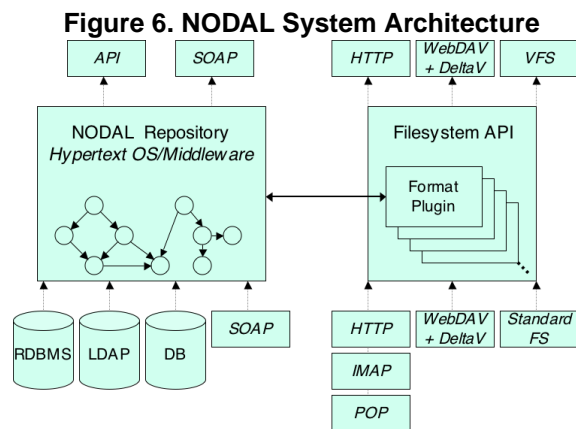 Figure 6. NODAL System Architecture
API
SOAP
HTTP
WebDAV
+ DeltaV
VFS
NODAL Repository
Hypertext OS/Middleware
Filesystem API
Format
Plugin
RDBMS
LDAP
DB
SOAP
HTTP
WebDAV
+ DeltaV
Standard
FS
IMAP
POP